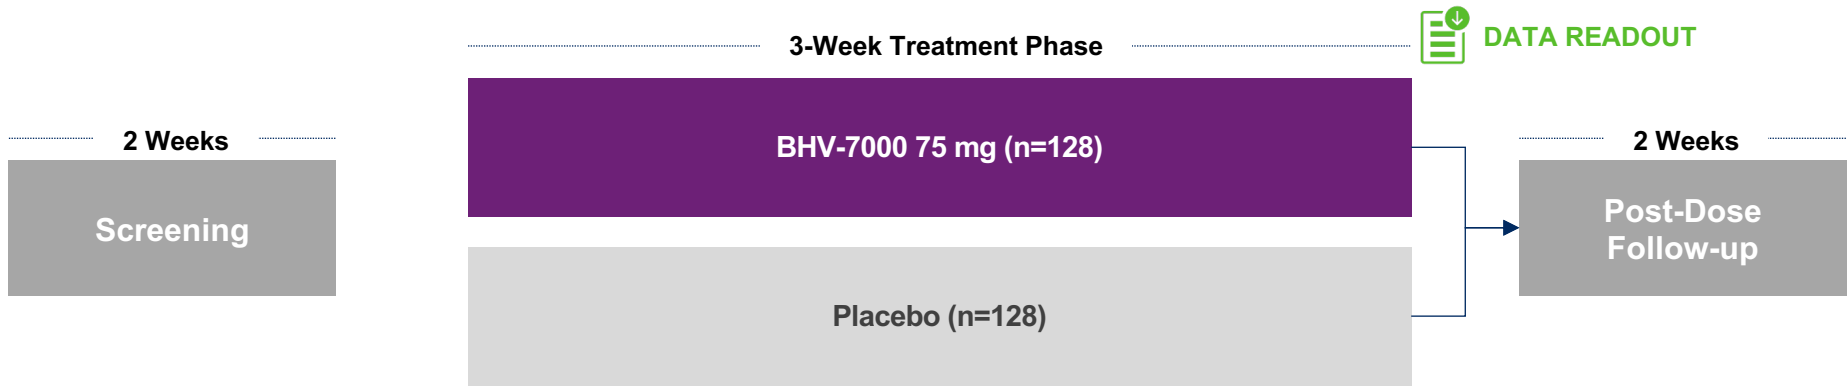 2 Weeks
Screening
3-Week Treatment Phase
BHV-7000 75 mg (n=128)
Placebo (n=128)
DATA READOUT
2 Weeks
Post-Dose
Follow-up